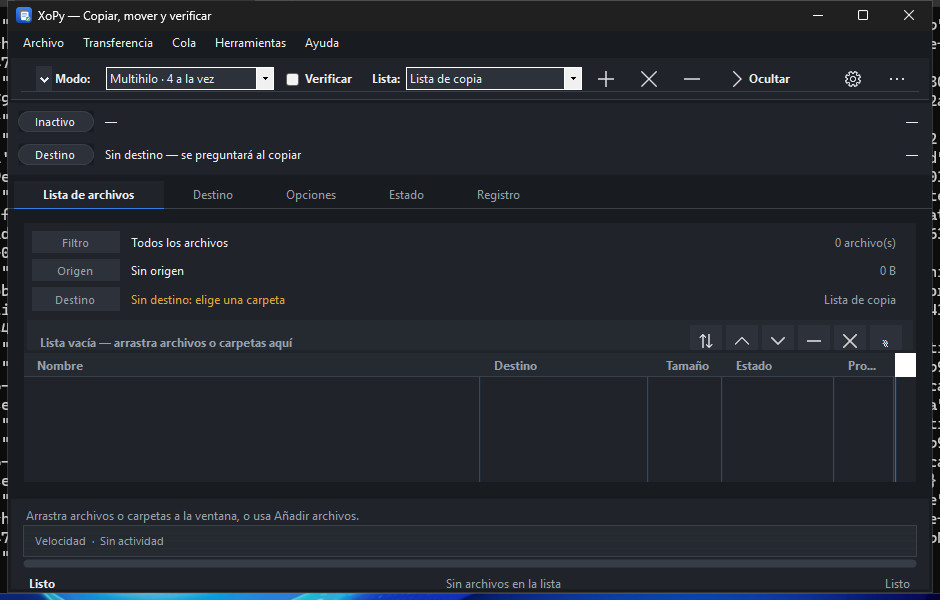 XoPy — Copiar, mover y verificar
Archivo Transferencia Cola Herramientas Ayuda
Modo: Multihilo · 4 a la vez Verificar Lista: Lista de copia Ocultar
Inactivo —
Destino Sin destino — se preguntará al copiar
Lista de archivos Destino Opciones Estado Registro
Filtro Todos los archivos 0 archivo(s)
Origen Sin origen 0 B
Destino Sin destino: elige una carpeta Lista de copia
Lista vacía — arrastra archivos o carpetas aquí
Nombre Destino Tamaño Estado Pro...
Arrastra archivos o carpetas a la ventana, o usa Añadir archivos.
Velocidad · Sin actividad
Listo Sin archivos en la lista Listo